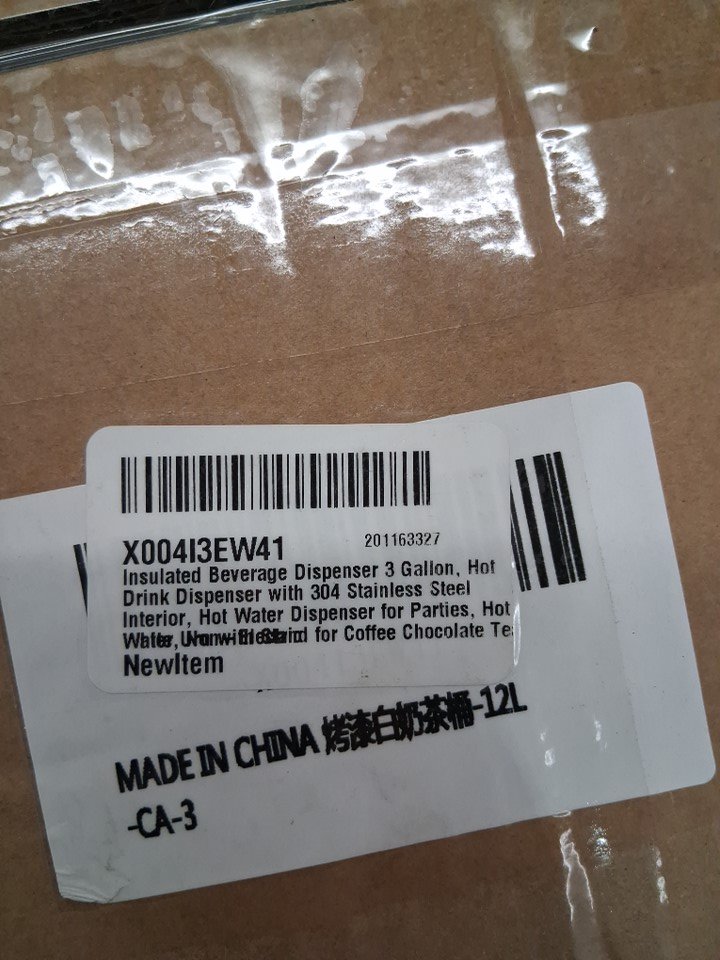 X004I3EW41
201163327
Insulated Beverage Dispenser 3 Gallon, Hot
Drink Dispenser with 304 Stainless Steel
Interior, Hot Water Dispenser for Parties, Hot
for Coffee Chocolate Te
NewItem
MADE IN CHINA 烤漆白奶茶桶-12L
-CA-3